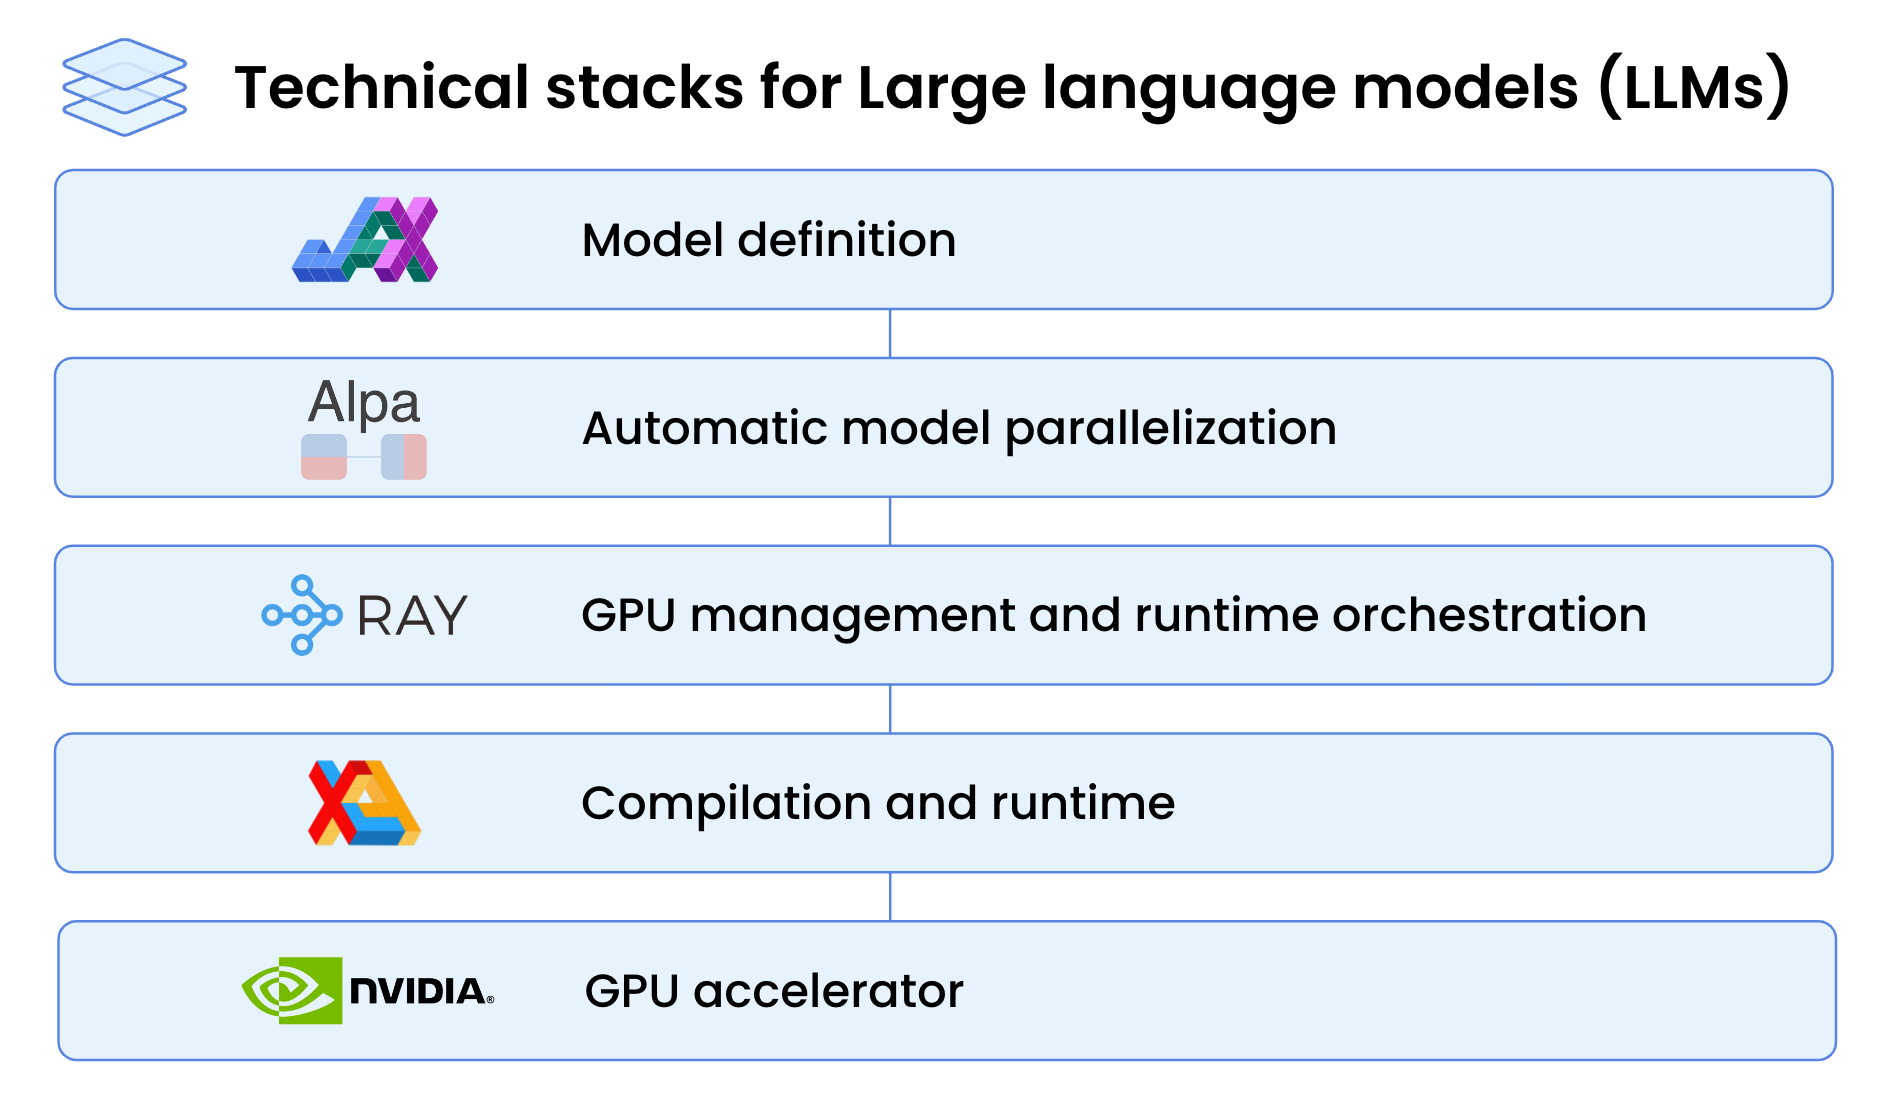 Technical stacks for Large language models (LLMs)
JAX
Model definition
Alpa
Automatic model parallelization
RAY
GPU management and runtime orchestration
XLA
Compilation and runtime
NVIDIA®
GPU accelerator